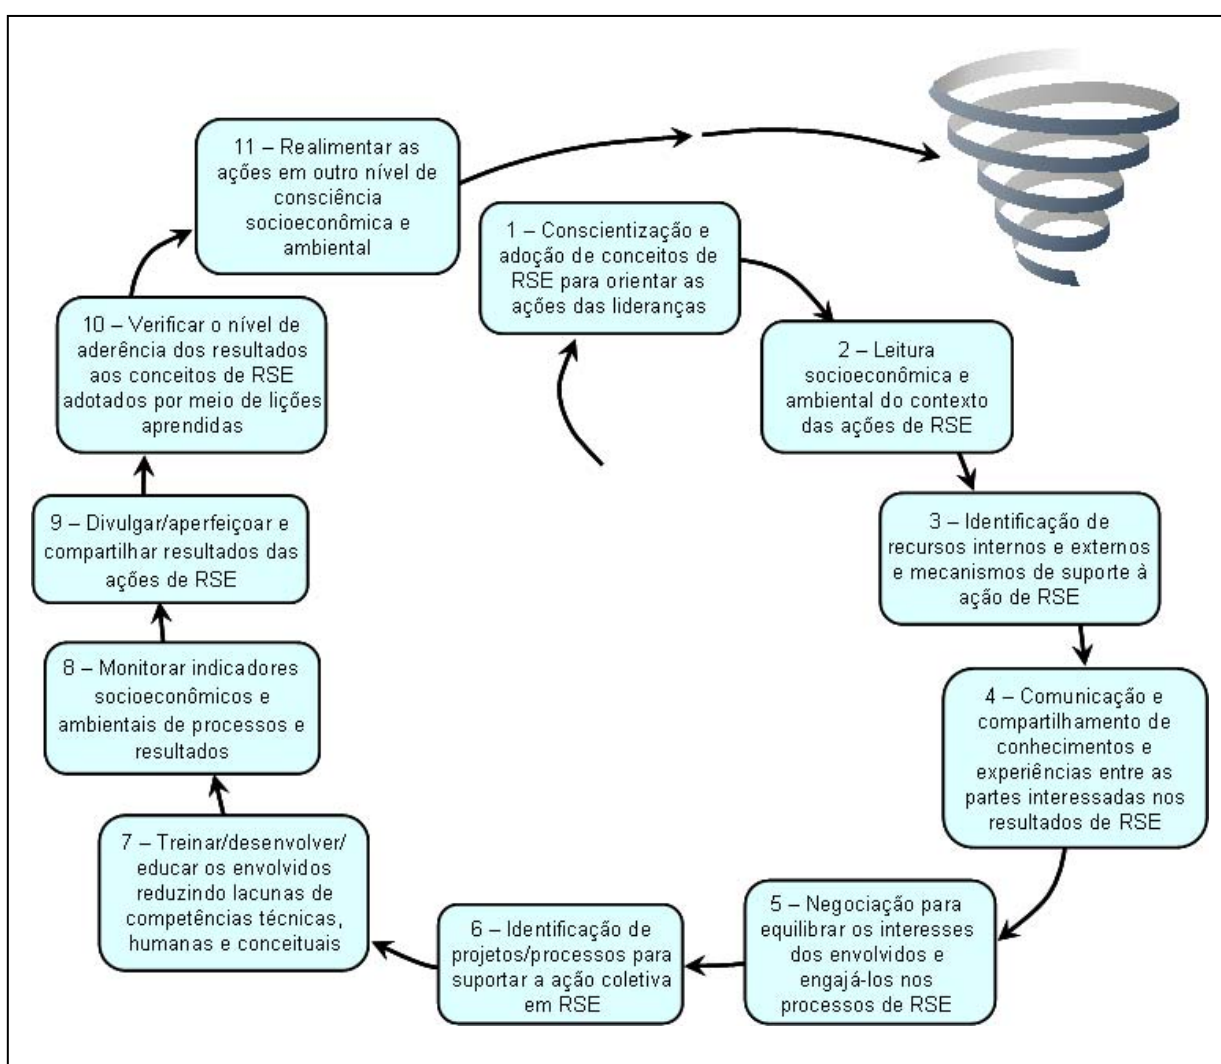 1 – Conscientização e
adoção de conceitos de
RSE para orientar as
ações das lideranças
2 – Leitura
socioeconômica e
ambiental do contexto
das ações de RSE
3 – Identificação de
recursos internos e externos
e mecanismos de suporte à
ação de RSE
4 – Comunicação e
compartilhamento de
conhecimentos e
experiências entre as
partes interessadas nos
resultados de RSE
5 – Negociação para
equilibrar os interesses
dos envolvidos e
engajá-los nos
processos de RSE
6 – Identificação de
projetos/processos para
suportar a ação coletiva
em RSE
7 – Treinar/desenvolver/
educar os envolvidos
reduzindo lacunas de
competências técnicas,
humanas e conceituais
8 – Monitorar indicadores
socioeconômicos e
ambientais de processos e
resultados
9 – Divulgar/aperfeiçoar e
compartilhar resultados das
ações de RSE
10 – Verificar o nível de
aderência dos resultados
aos conceitos de RSE
adotados por meio de lições
aprendidas
11 – Realimentar as
ações em outro nível de
consciência
socioeconômica e
ambiental